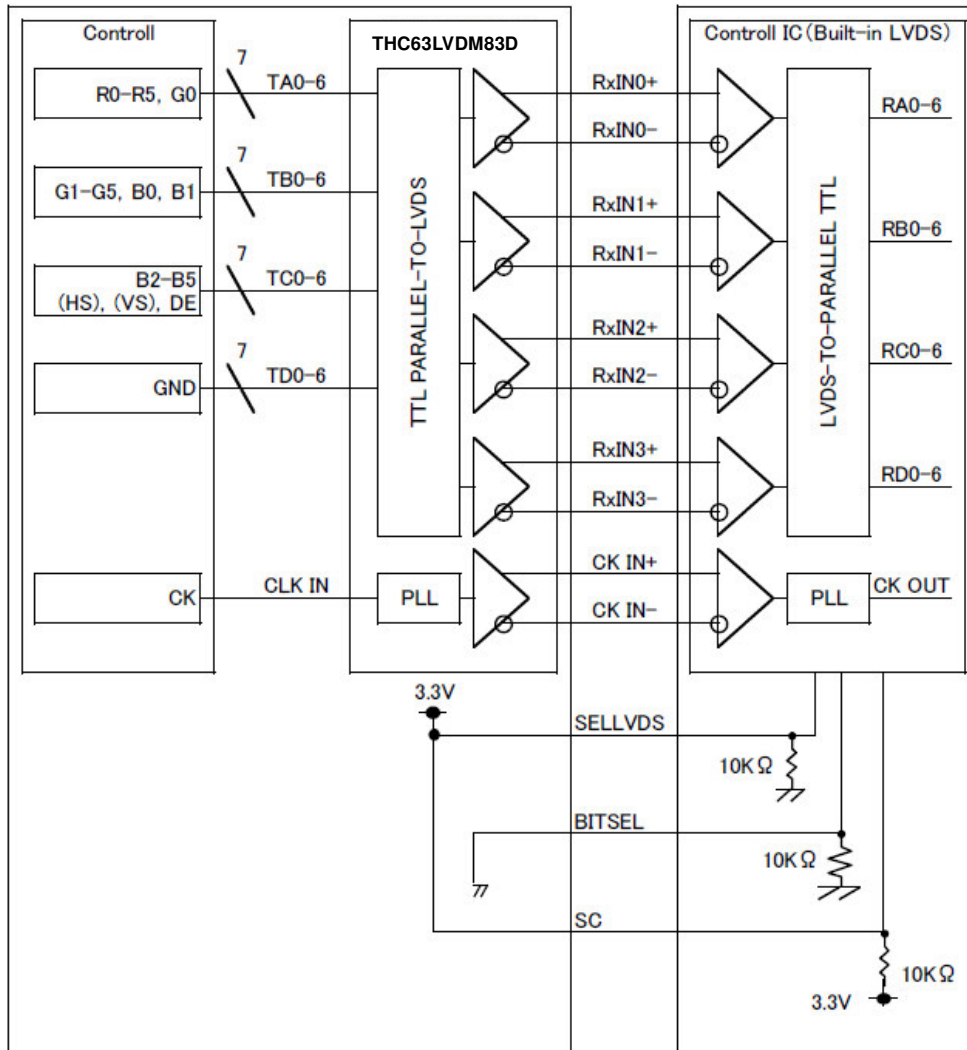 Controll
THC63LVDM83D
Controll IC(Built-in LVDS)
R0-R5, G0
7
TA0-6
RxIN0+
RxIN0-
RA0-6
G1-G5, B0, B1
7
TB0-6
RxIN1+
RxIN1-
RB0-6
B2-B5
(HS), (VS), DE
7
TC0-6
RxIN2+
RxIN2-
RC0-6
GND
7
TD0-6
RxIN3+
RxIN3-
RD0-6
TTL PARALLEL-TO-LVDS
LVDS-TO-PARALLEL TTL
CK
CLK IN
PLL
CK IN+
CK IN-
PLL
CK OUT
3.3V
SELLVDS
10KΩ
BITSEL
10KΩ
SC
10KΩ
3.3V